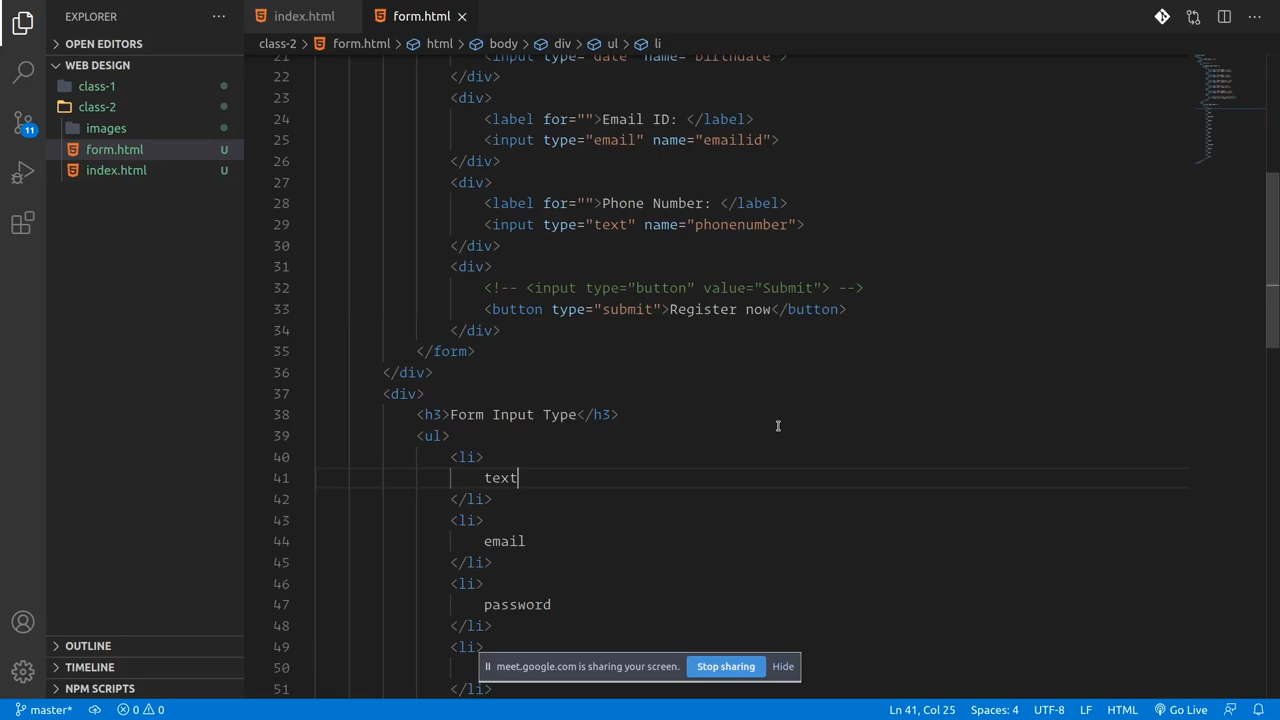 EXPLORER
index.html
form.html
OPEN EDITORS
class-2 > form.html > html > body > div > ul > li
WEB DESIGN
class-1
class-2
images
form.html U
index.html U
21 <input type="date" name="birthdate">
22 </div>
23 <div>
24 <label for="">Email ID: </label>
25 <input type="email" name="emailid">
26 </div>
27 <div>
28 <label for="">Phone Number: </label>
29 <input type="text" name="phonenumber">
30 </div>
31 <div>
32 <!-- <input type="button" value="Submit"> -->
33 <button type="submit">Register now</button>
34 </div>
35 </form>
36 </div>
37 <div>
38 <h3>Form Input Type</h3>
39 <ul>
40 <li>
41 text
42 </li>
43 <li>
44 email
45 </li>
46 <li>
47 password
48 </li>
49 <li>
50
51 </li>
11
meet.google.com is sharing your screen. Stop sharing Hide
OUTLINE
TIMELINE
NPM SCRIPTS
master* 0 0 Ln 41, Col 25 Spaces: 4 UTF-8 LF HTML Go Live